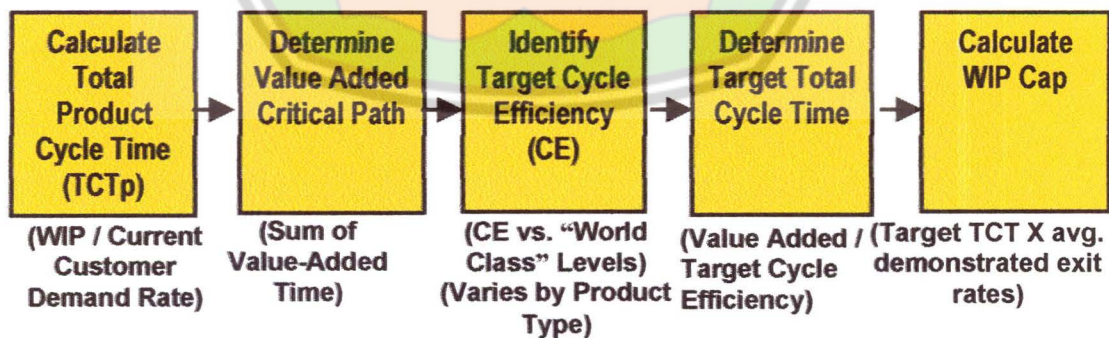 Calculate
Total
Product
Cycle Time
(TCTp)
(WIP / Current
Customer
Demand Rate)
Determine
Value Added
Critical Path
(Sum of
Value-Added
Time)
Identify
Target Cycle
Efficiency
(CE)
(CE vs. “World
Class” Levels)
(Varies by Product
Type)
Determine
Target Total
Cycle Time
(Value Added /
Target Cycle
Efficiency)
Calculate
WIP Cap
(Target TCT X avg.
demonstrated exit
rates)